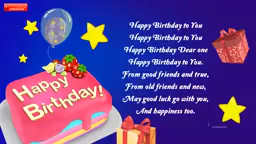 Happy Birthday to You
Happy Birthday to You
Happy Birthday Dear one
Happy Birthday to You.
From good friends and true,
From old friends and new,
May good luck go with you,
And happiness too.
Happy
Birthday!